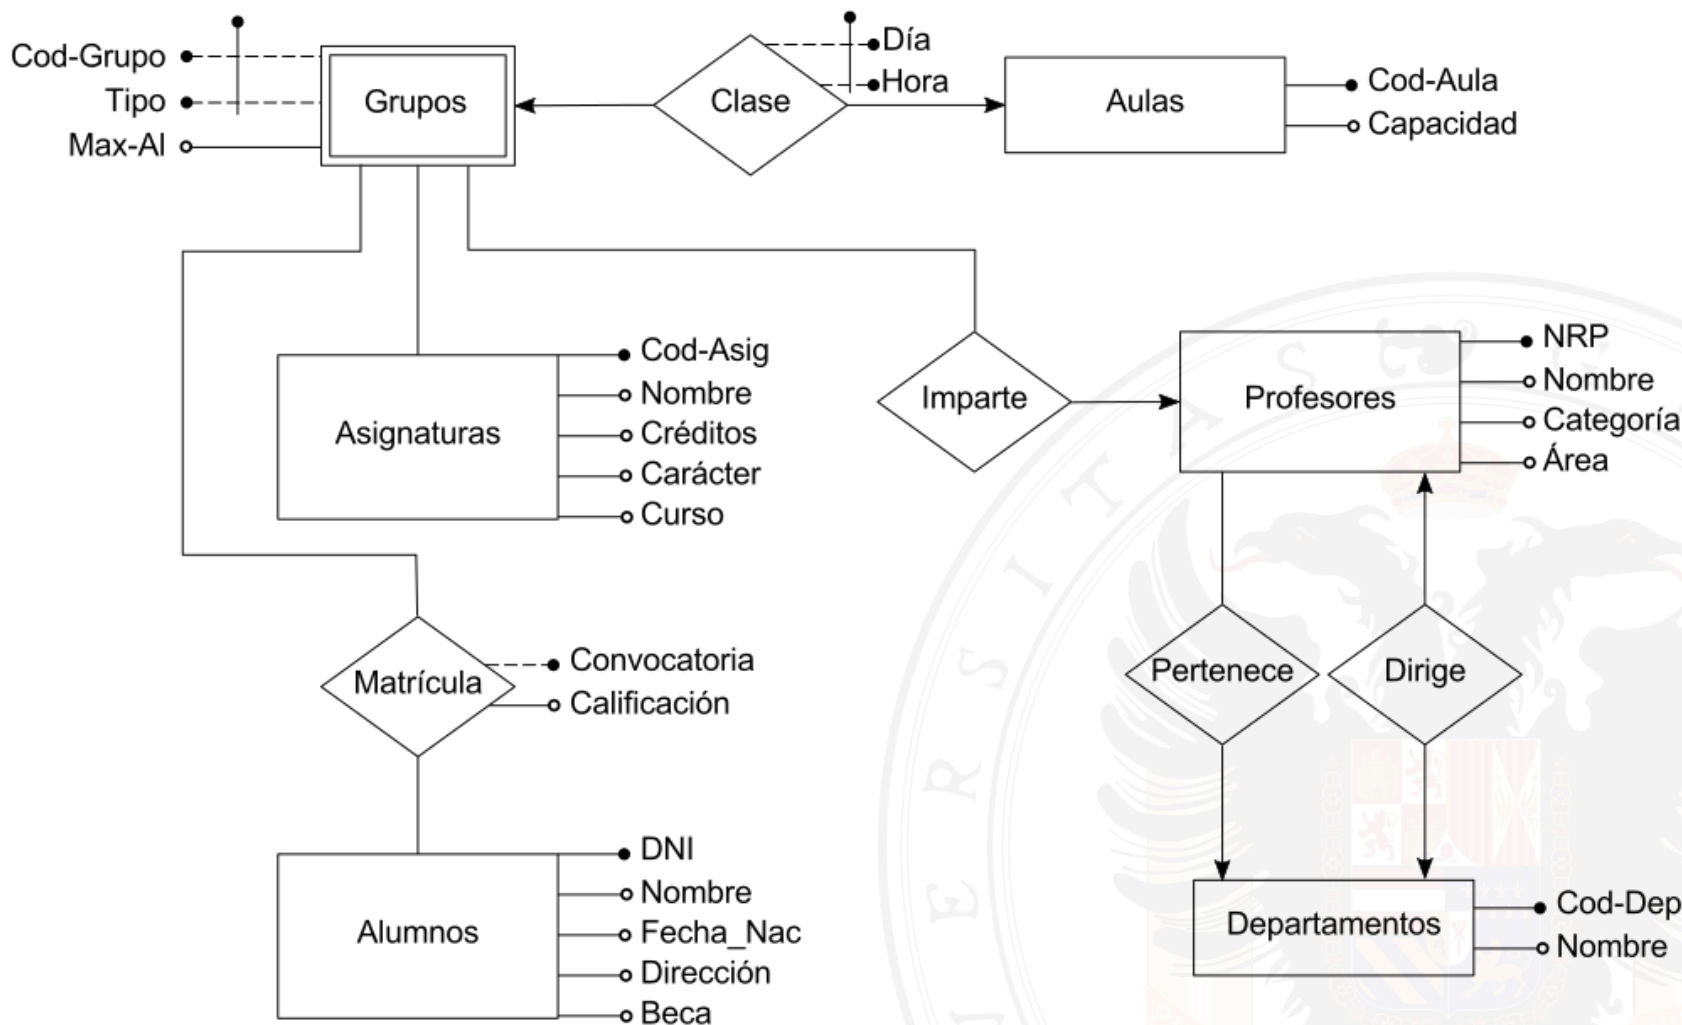 Cod-Grupo
Tipo
Max-Al
Grupos
Clase
Día
Hora
Aulas
Cod-Aula
Capacidad
Asignaturas
Cod-Asig
Nombre
Créditos
Carácter
Curso
Imparte
Profesores
NRP
Nombre
Categoría
Área
Matrícula
Convocatoria
Calificación
Pertenece
Dirige
Alumnos
DNI
Nombre
Fecha_Nac
Dirección
Beca
Departamentos
Cod-Dep
Nombre
ERSITAS